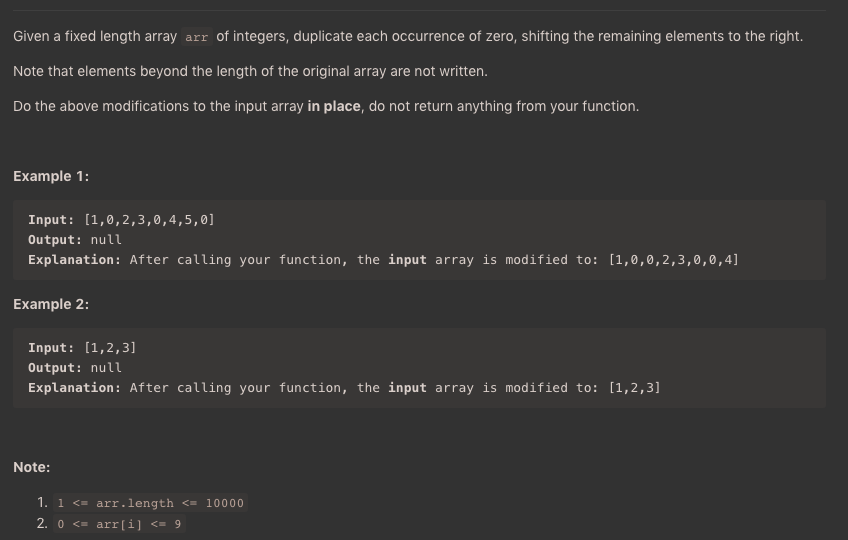 Given a fixed length array arr of integers, duplicate each occurrence of zero, shifting the remaining elements to the right.
Note that elements beyond the length of the original array are not written.
Do the above modifications to the input array in place, do not return anything from your function.
Example 1:
Input: [1,0,2,3,0,4,5,0]
Output: null
Explanation: After calling your function, the input array is modified to: [1,0,0,2,3,0,0,4]
Example 2:
Input: [1,2,3]
Output: null
Explanation: After calling your function, the input array is modified to: [1,2,3]
Note:
1. 1 <= arr.length <= 10000
2. 0 <= arr[i] <= 9